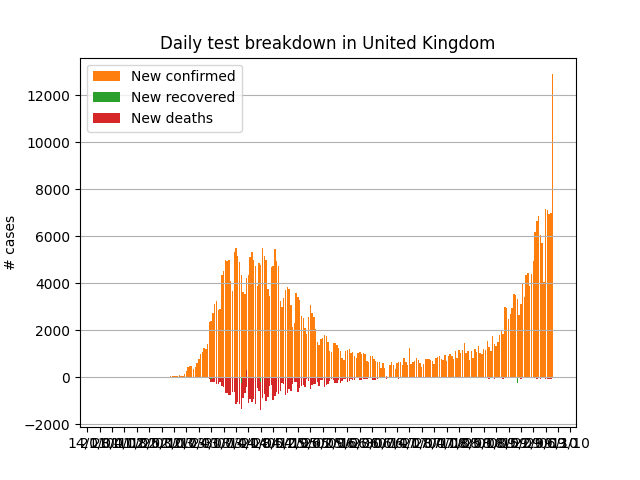 Daily test breakdown in United Kingdom
New confirmed
New recovered
New deaths
# cases
12000
10000
8000
6000
4000
2000
0
−2000